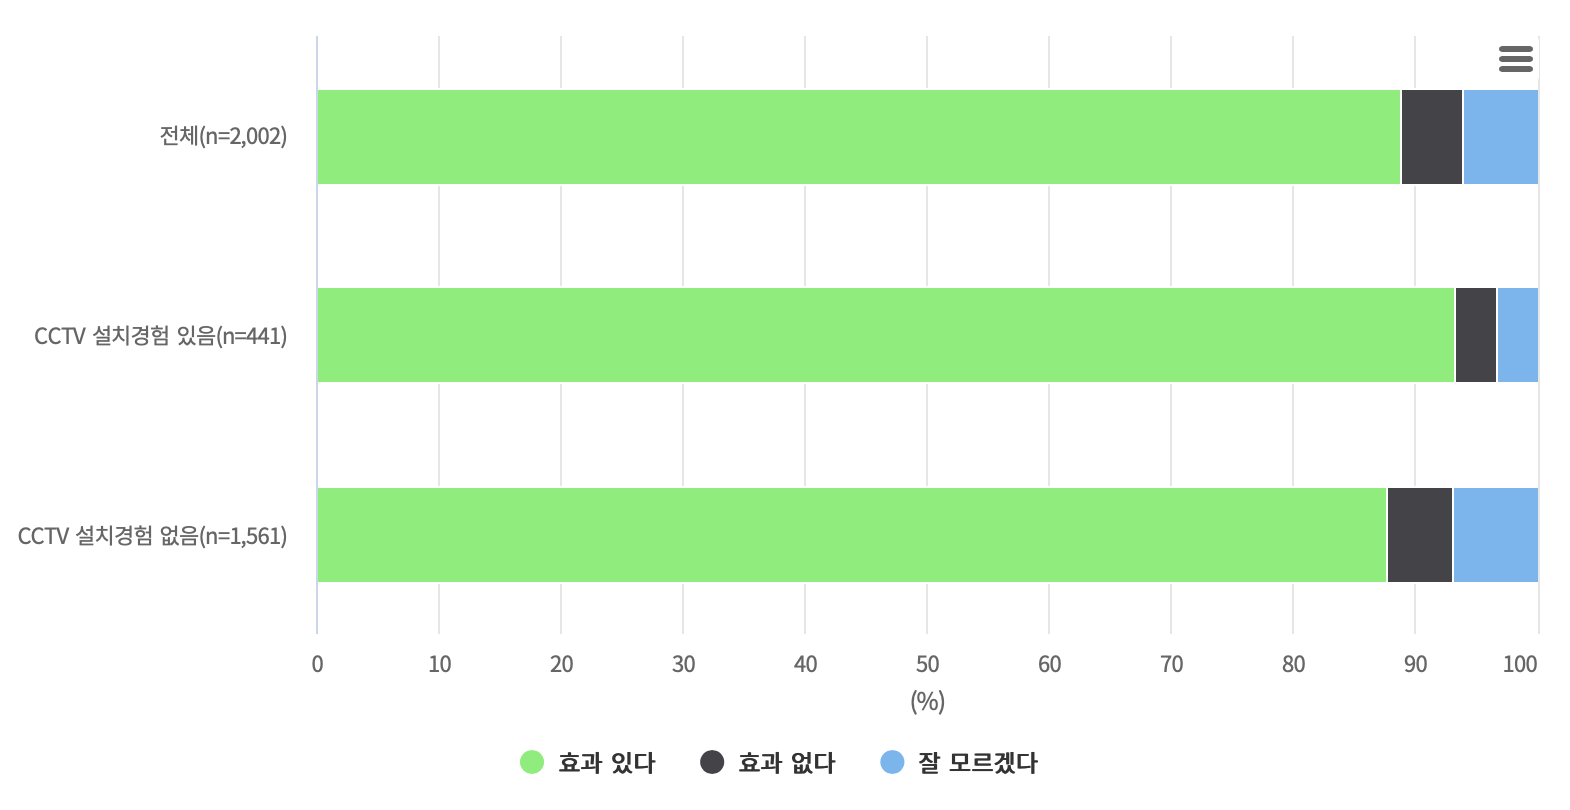 전체(n=2,002)
CCTV 설치경험 있음(n=441)
CCTV 설치경험 없음(n=1,561)
0 10 20 30 40 50 60 70 80 90 100
(%)
효과 있다 효과 없다 잘 모르겠다